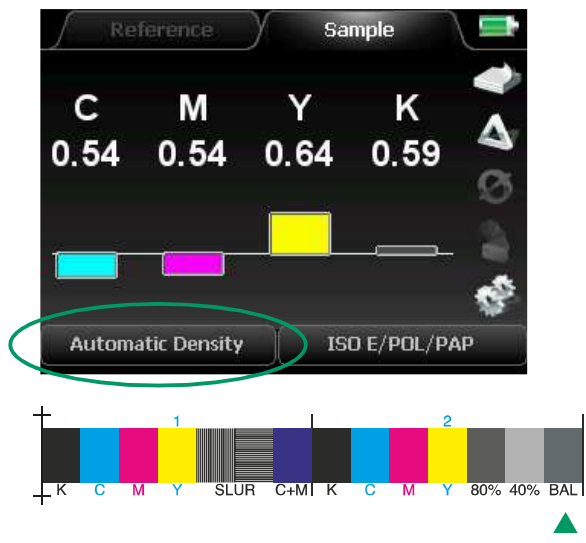 Reference Sample
C M Y K
0.54 0.54 0.64 0.59
Automatic Density ISO E/POL/PAP
1 2
K C M Y SLUR C+M K C M Y 80% 40% BAL